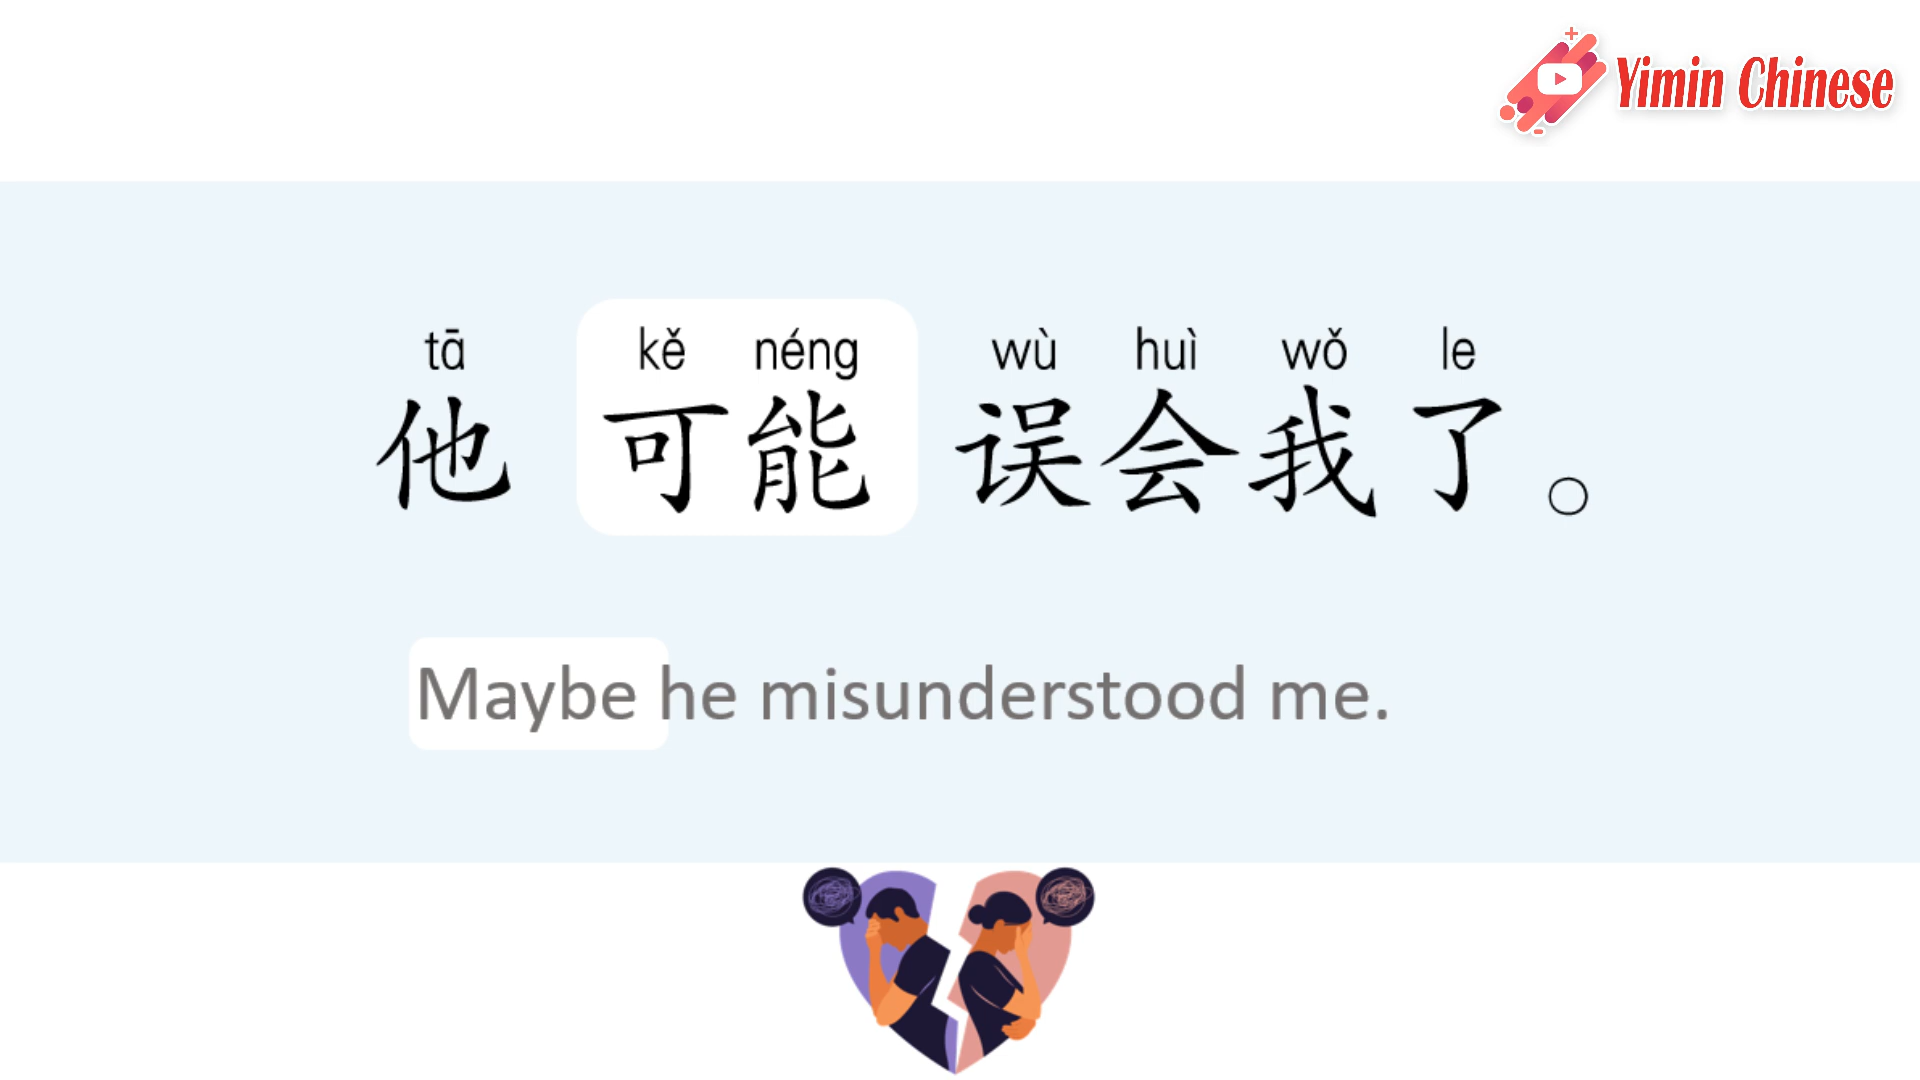 Yimin Chinese
tā kě néng wù huì wǒ le
他 可能 误会我了。
Maybe he misunderstood me.